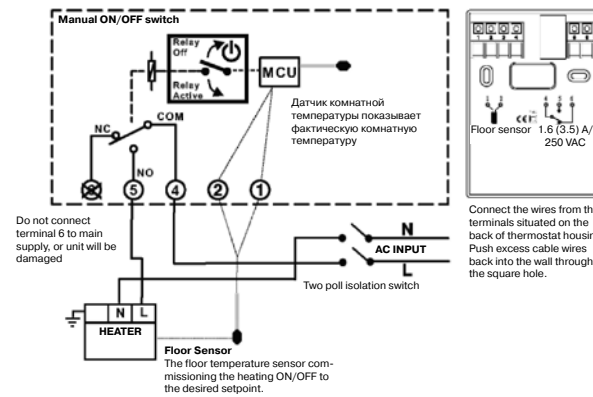 Manual ON/OFF switch
Relay
Off
Relay
Active
MCU
Датчик комнатной
температуры показывает
фактическую комнатную
температуру
NC
COM
NO
5
4
2
1
Do not connect
terminal 6 to main
supply, or unit will be
damaged
N
AC INPUT
L
Two poll isolation switch
N L
HEATER
Floor Sensor
The floor temperature sensor com-
missioning the heating ON/OFF to
the desired setpoint.
1 2 3 4
Floor sensor 1.6 (3.5) A/
250 VAC
Connect the wires from th
terminals situated on the
back of thermostat housin
Push excess cable wires
back into the wall through
the square hole.